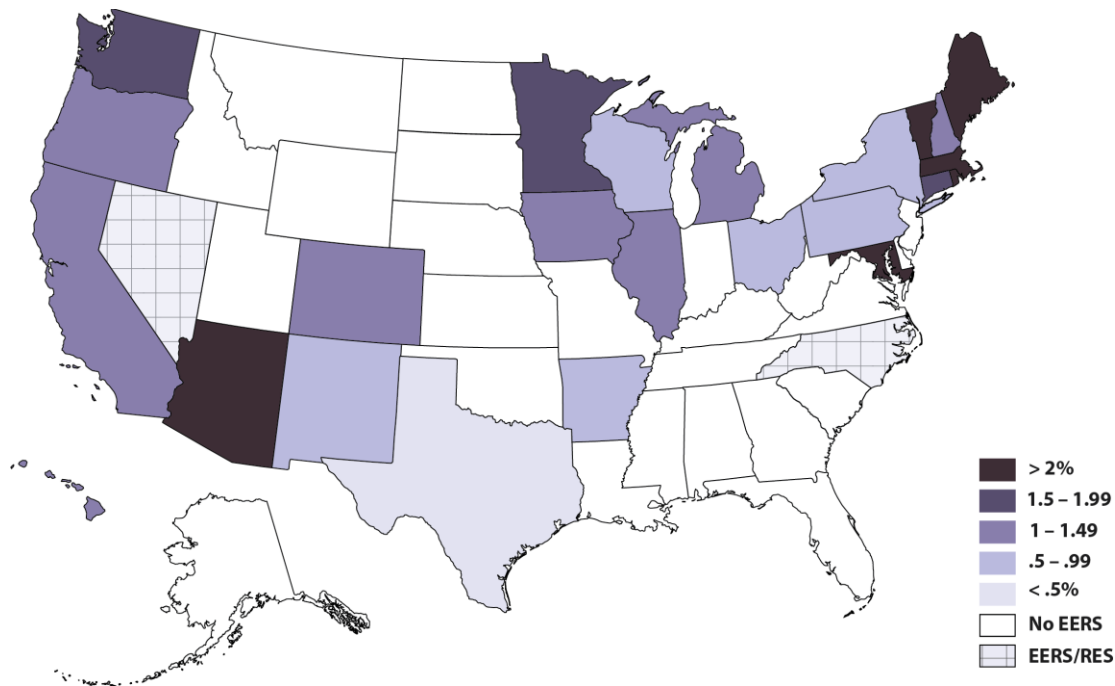 > 2%
1.5 – 1.99
1 – 1.49
.5 – .99
< .5%
No EERS
EERS/RES